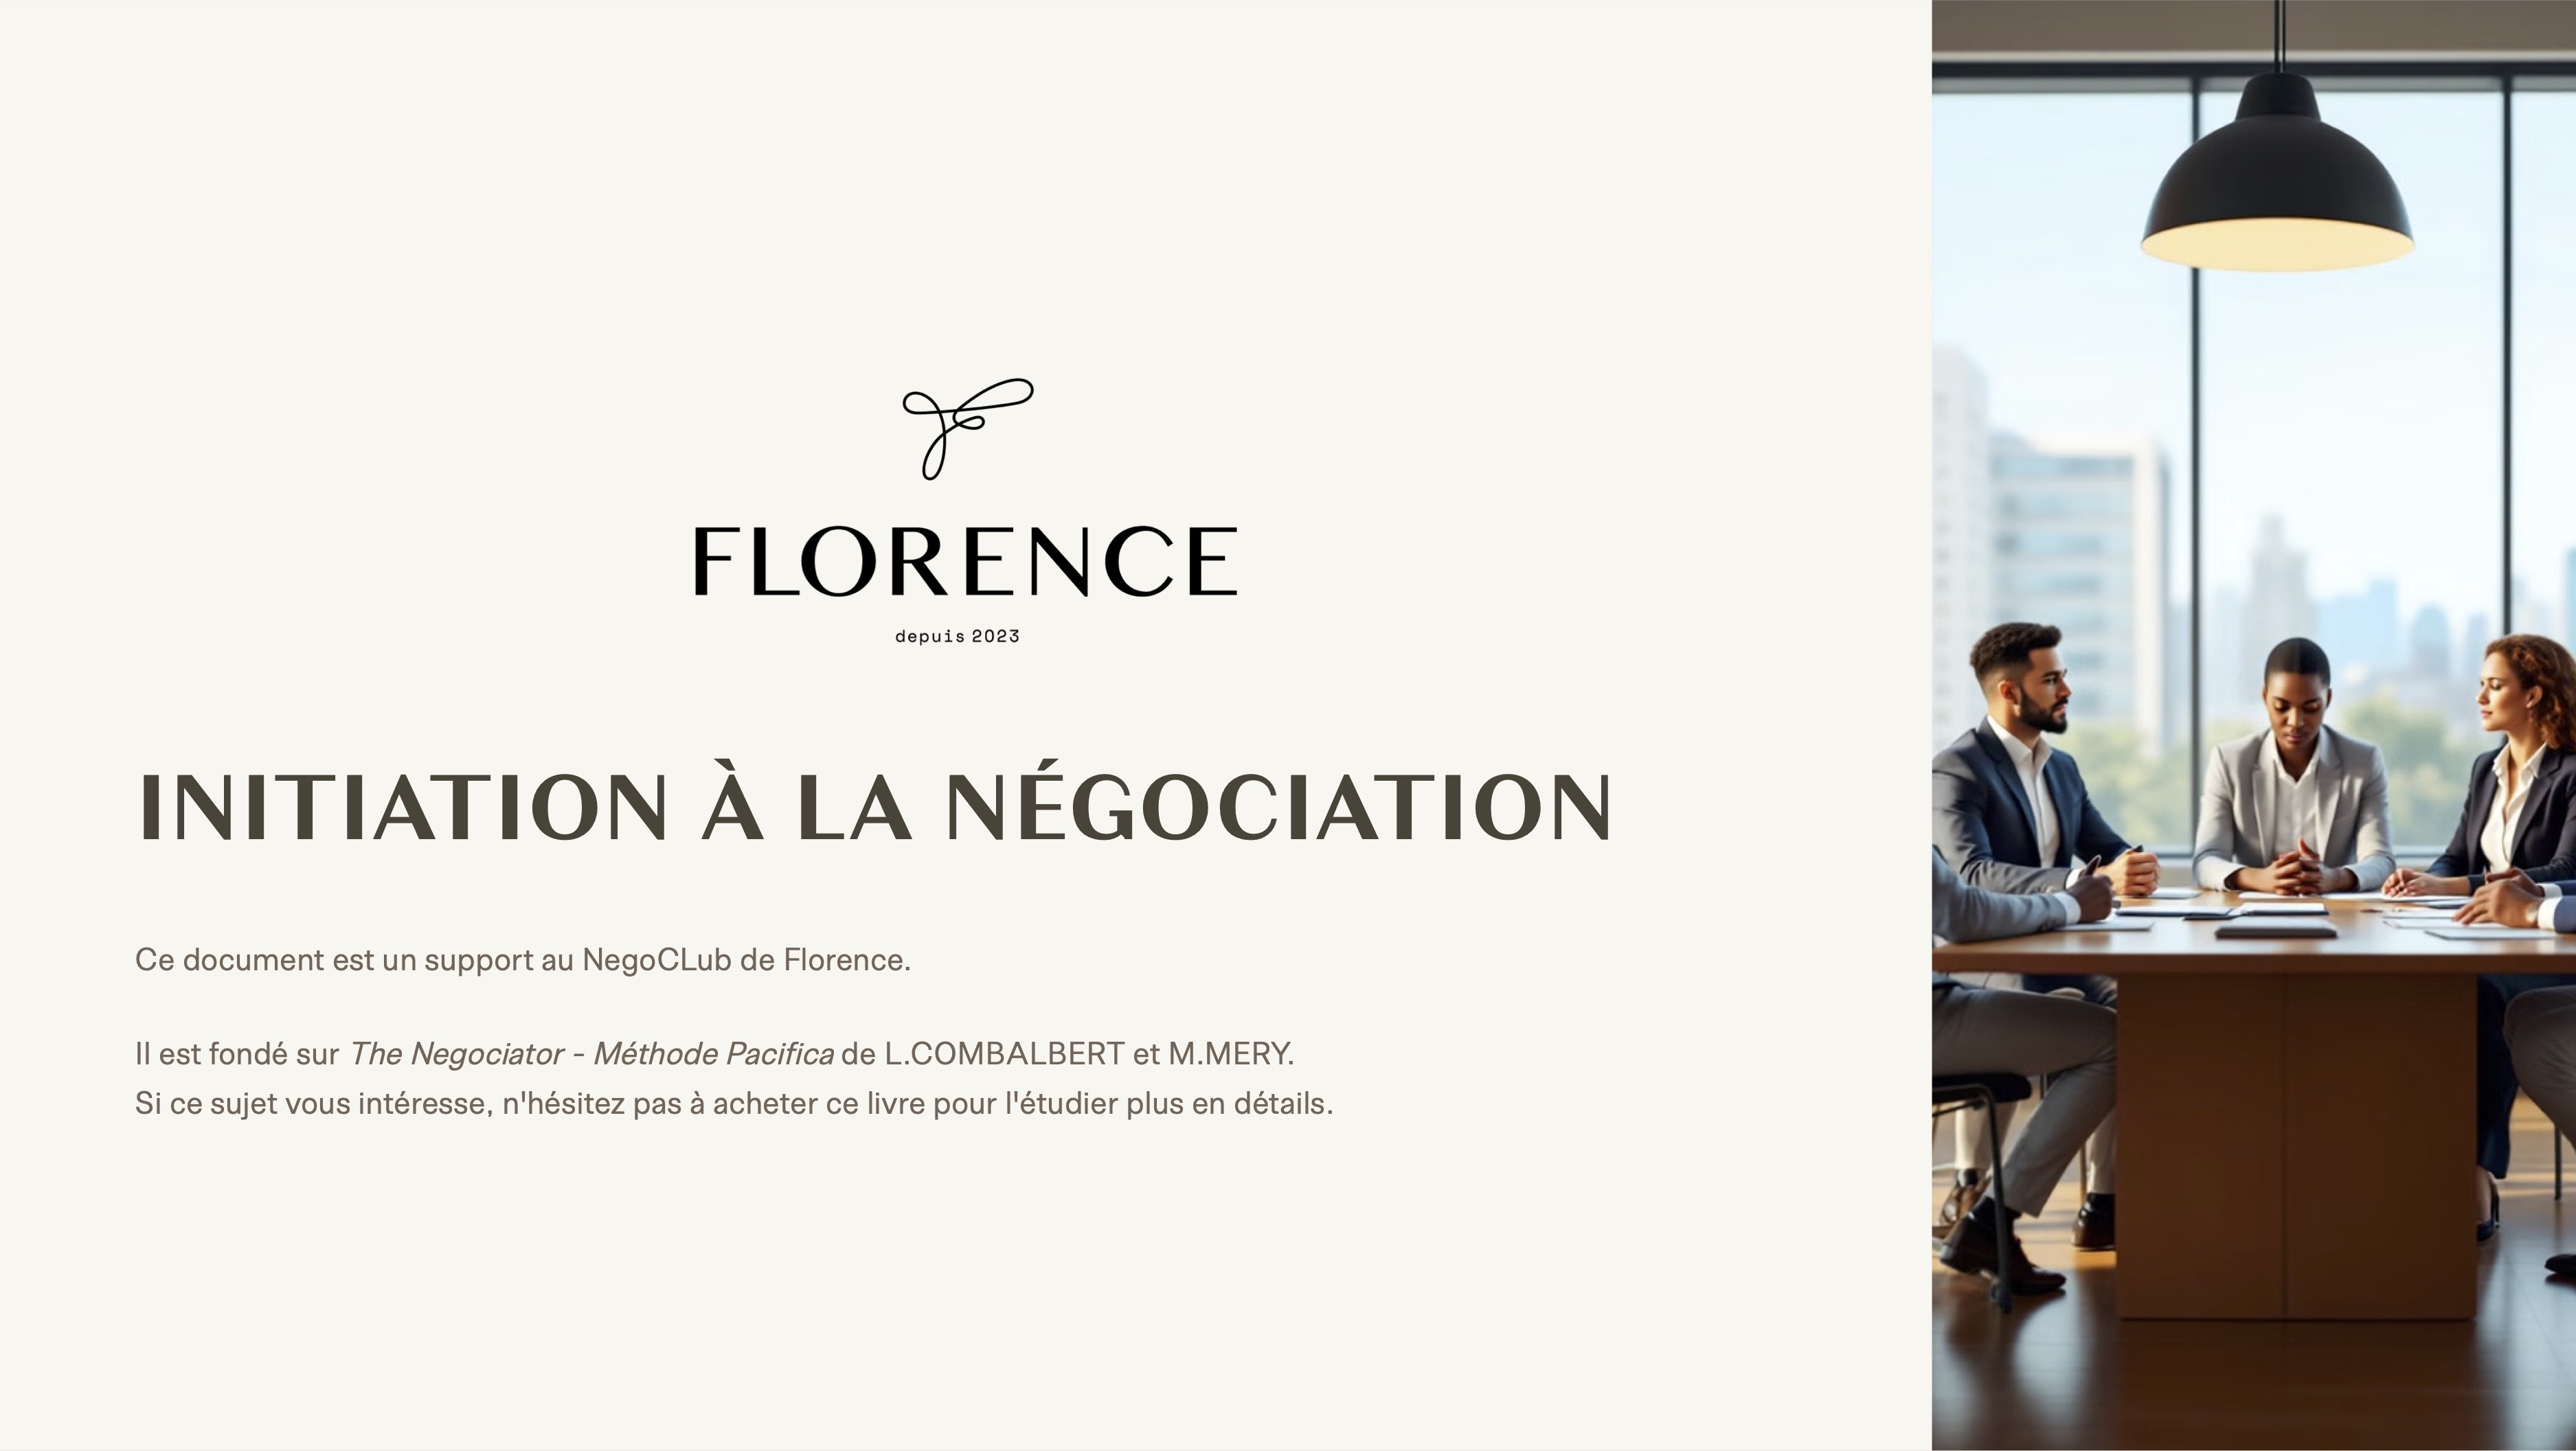 FLORENCE
depuis 2023
INITIATION À LA NÉGOCIATION
Ce document est un support au NegoCLub de Florence.
Il est fondé sur The Negociator - Méthode Pacifica de L.COMBALBERT et M.MERY.
Si ce sujet vous intéresse, n'hésitez pas à acheter ce livre pour l'étudier plus en détails.